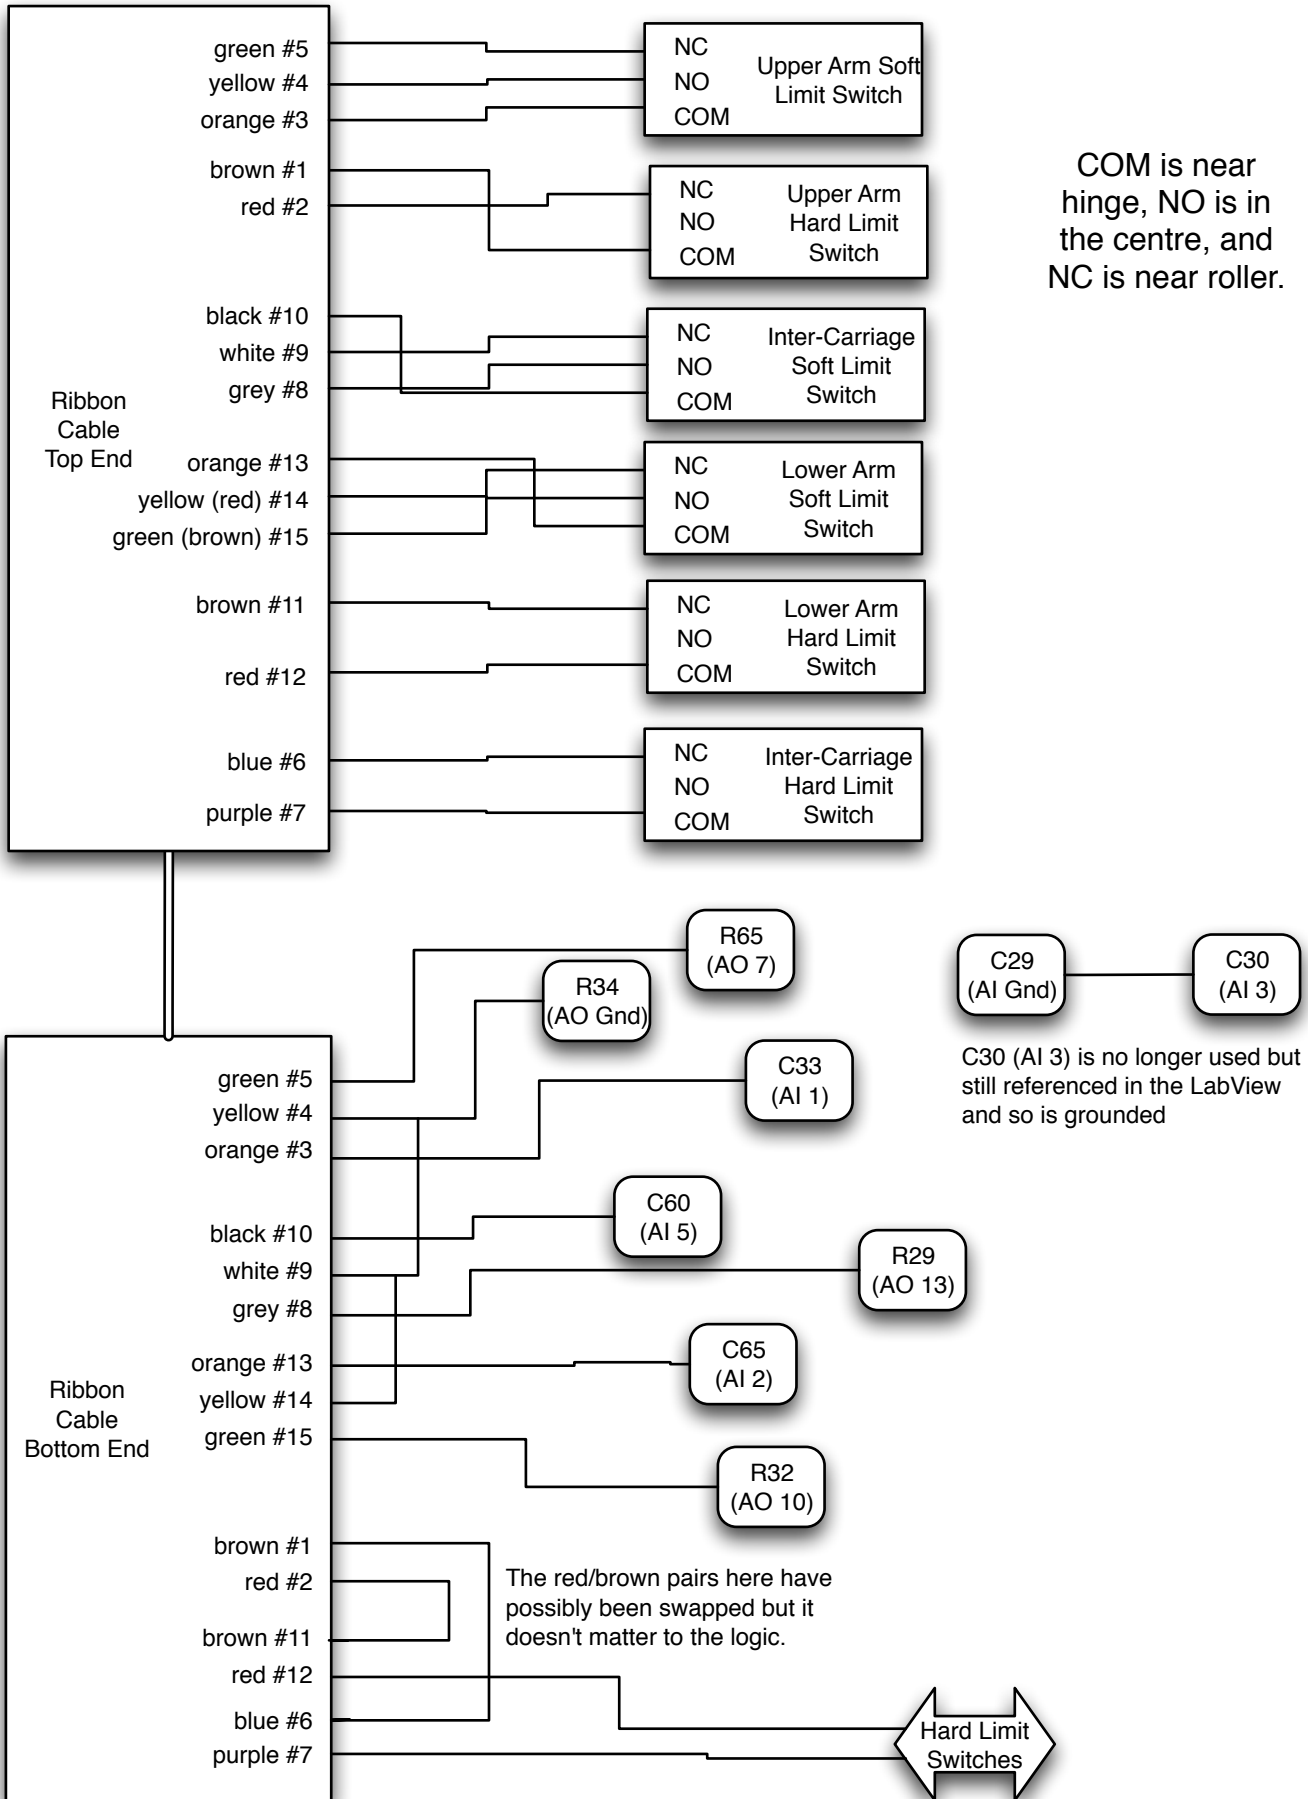 green #5
yellow #4
orange #3
brown #1
red #2
black #10
white #9
grey #8
Ribbon
Cable
Top End
orange #13
yellow (red) #14
green (brown) #15
brown #11
red #12
blue #6
purple #7
NC
NO
COM
Upper Arm Soft
Limit Switch
NC
NO
COM
Upper Arm
Hard Limit
Switch
NC
NO
COM
Inter-Carriage
Soft Limit
Switch
NC
NO
COM
Lower Arm
Soft Limit
Switch
NC
NO
COM
Lower Arm
Hard Limit
Switch
NC
NO
COM
Inter-Carriage
Hard Limit
Switch
COM is near
hinge, NO is in
the centre, and
NC is near roller.
R65
(AO 7)
R34
(AO Gnd)
C29
(AI Gnd)
C30
(AI 3)
C30 (AI 3) is no longer used but
still referenced in the LabView
and so is grounded
C33
(AI 1)
C60
(AI 5)
R29
(AO 13)
C65
(AI 2)
R32
(AO 10)
green #5
yellow #4
orange #3
black #10
white #9
grey #8
orange #13
yellow #14
green #15
Ribbon
Cable
Bottom End
brown #1
red #2
brown #11
red #12
blue #6
purple #7
The red/brown pairs here have
possibly been swapped but it
doesn't matter to the logic.
Hard Limit
Switches